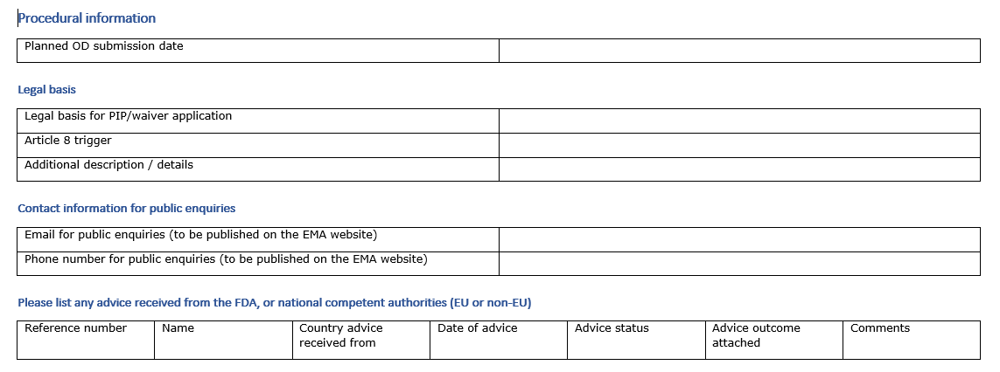 Procedural information
Planned OD submission date
Legal basis
Legal basis for PIP/waiver application
Article 8 trigger
Additional description / details
Contact information for public enquiries
Email for public enquiries (to be published on the EMA website)
Phone number for public enquiries (to be published on the EMA website)
Please list any advice received from the FDA, or national competent authorities (EU or non-EU)
Reference number Name Country advice received from Date of advice Advice status Advice outcome attached Comments